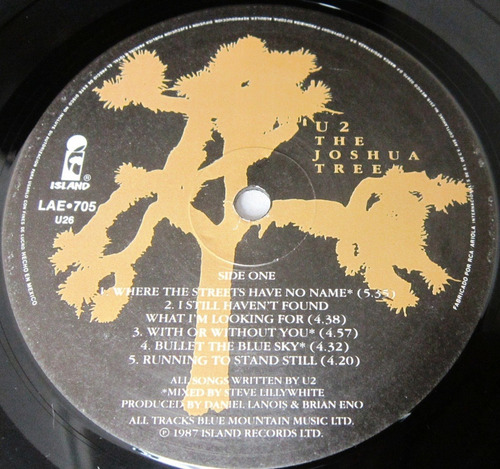 U2
THE
JOSHUA
TREE
ISLAND
LAE•705
U26
SIDE ONE
1. WHERE THE STREETS HAVE NO NAME* (5.35)
2. I STILL HAVEN'T FOUND
WHAT I'M LOOKING FOR (4.38)
3. WITH OR WITHOUT YOU* (4.57)
4. BULLET THE BLUE SKY* (4.32)
5. RUNNING TO STAND STILL (4.20)
ALL SONGS WRITTEN BY U2
*MIXED BY STEVE LILLYWHITE
PRODUCED BY DANIEL LANOIS & BRIAN ENO
ALL TRACKS BLUE MOUNTAIN MUSIC LTD.
℗ 1987 ISLAND RECORDS LTD.
FABRICADO POR RCA ARIOLA
HECHO EN MEXICO